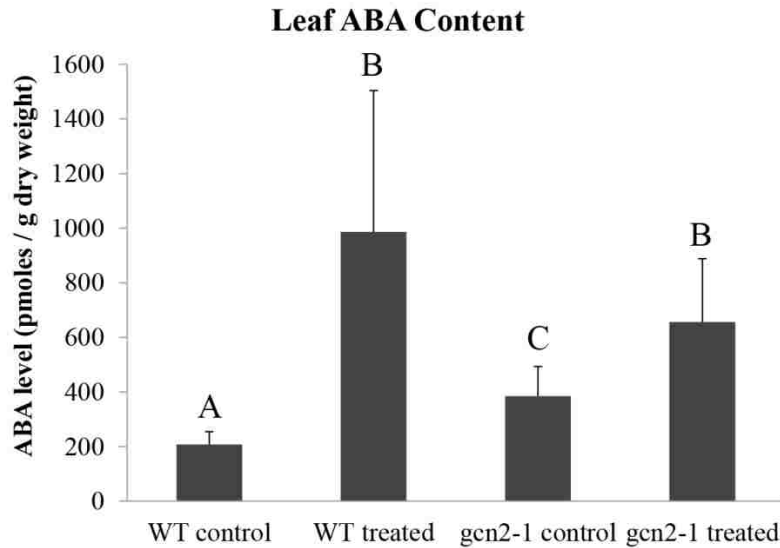 Leaf ABA Content
ABA level (pmoles / g dry weight)
1600
1400
1200
1000
800
600
400
200
0
A
B
C
B
WT control WT treated gcn2-1 control gcn2-1 treated